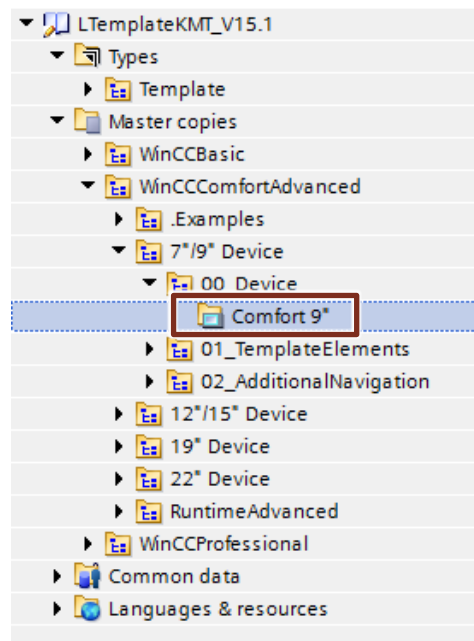 LTemplateKMT_V15.1
Types
Template
Master copies
WinCCBasic
WinCCComfortAdvanced
.Examples
7"/9" Device
00_Device
Comfort 9"
01_TemplateElements
02_AdditionalNavigation
12"/15" Device
19" Device
22" Device
RuntimeAdvanced
WinCCProfessional
Common data
Languages & resources